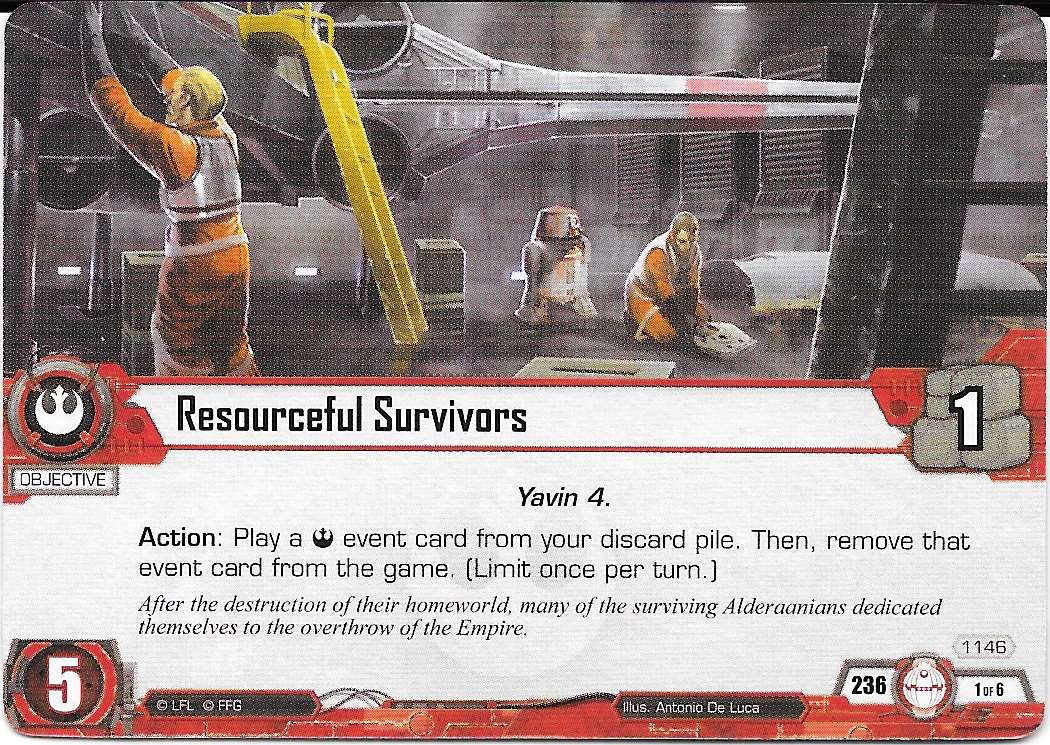 Resourceful Survivors
1
OBJECTIVE
Yavin 4.
Action: Play a event card from your discard pile. Then, remove that
event card from the game. (Limit once per turn.)
After the destruction of their homeworld, many of the surviving Alderaanians dedicated
themselves to the overthrow of the Empire.
1146
5
236
1 OF 6
© LFL © FFG
Illus. Antonio De Luca